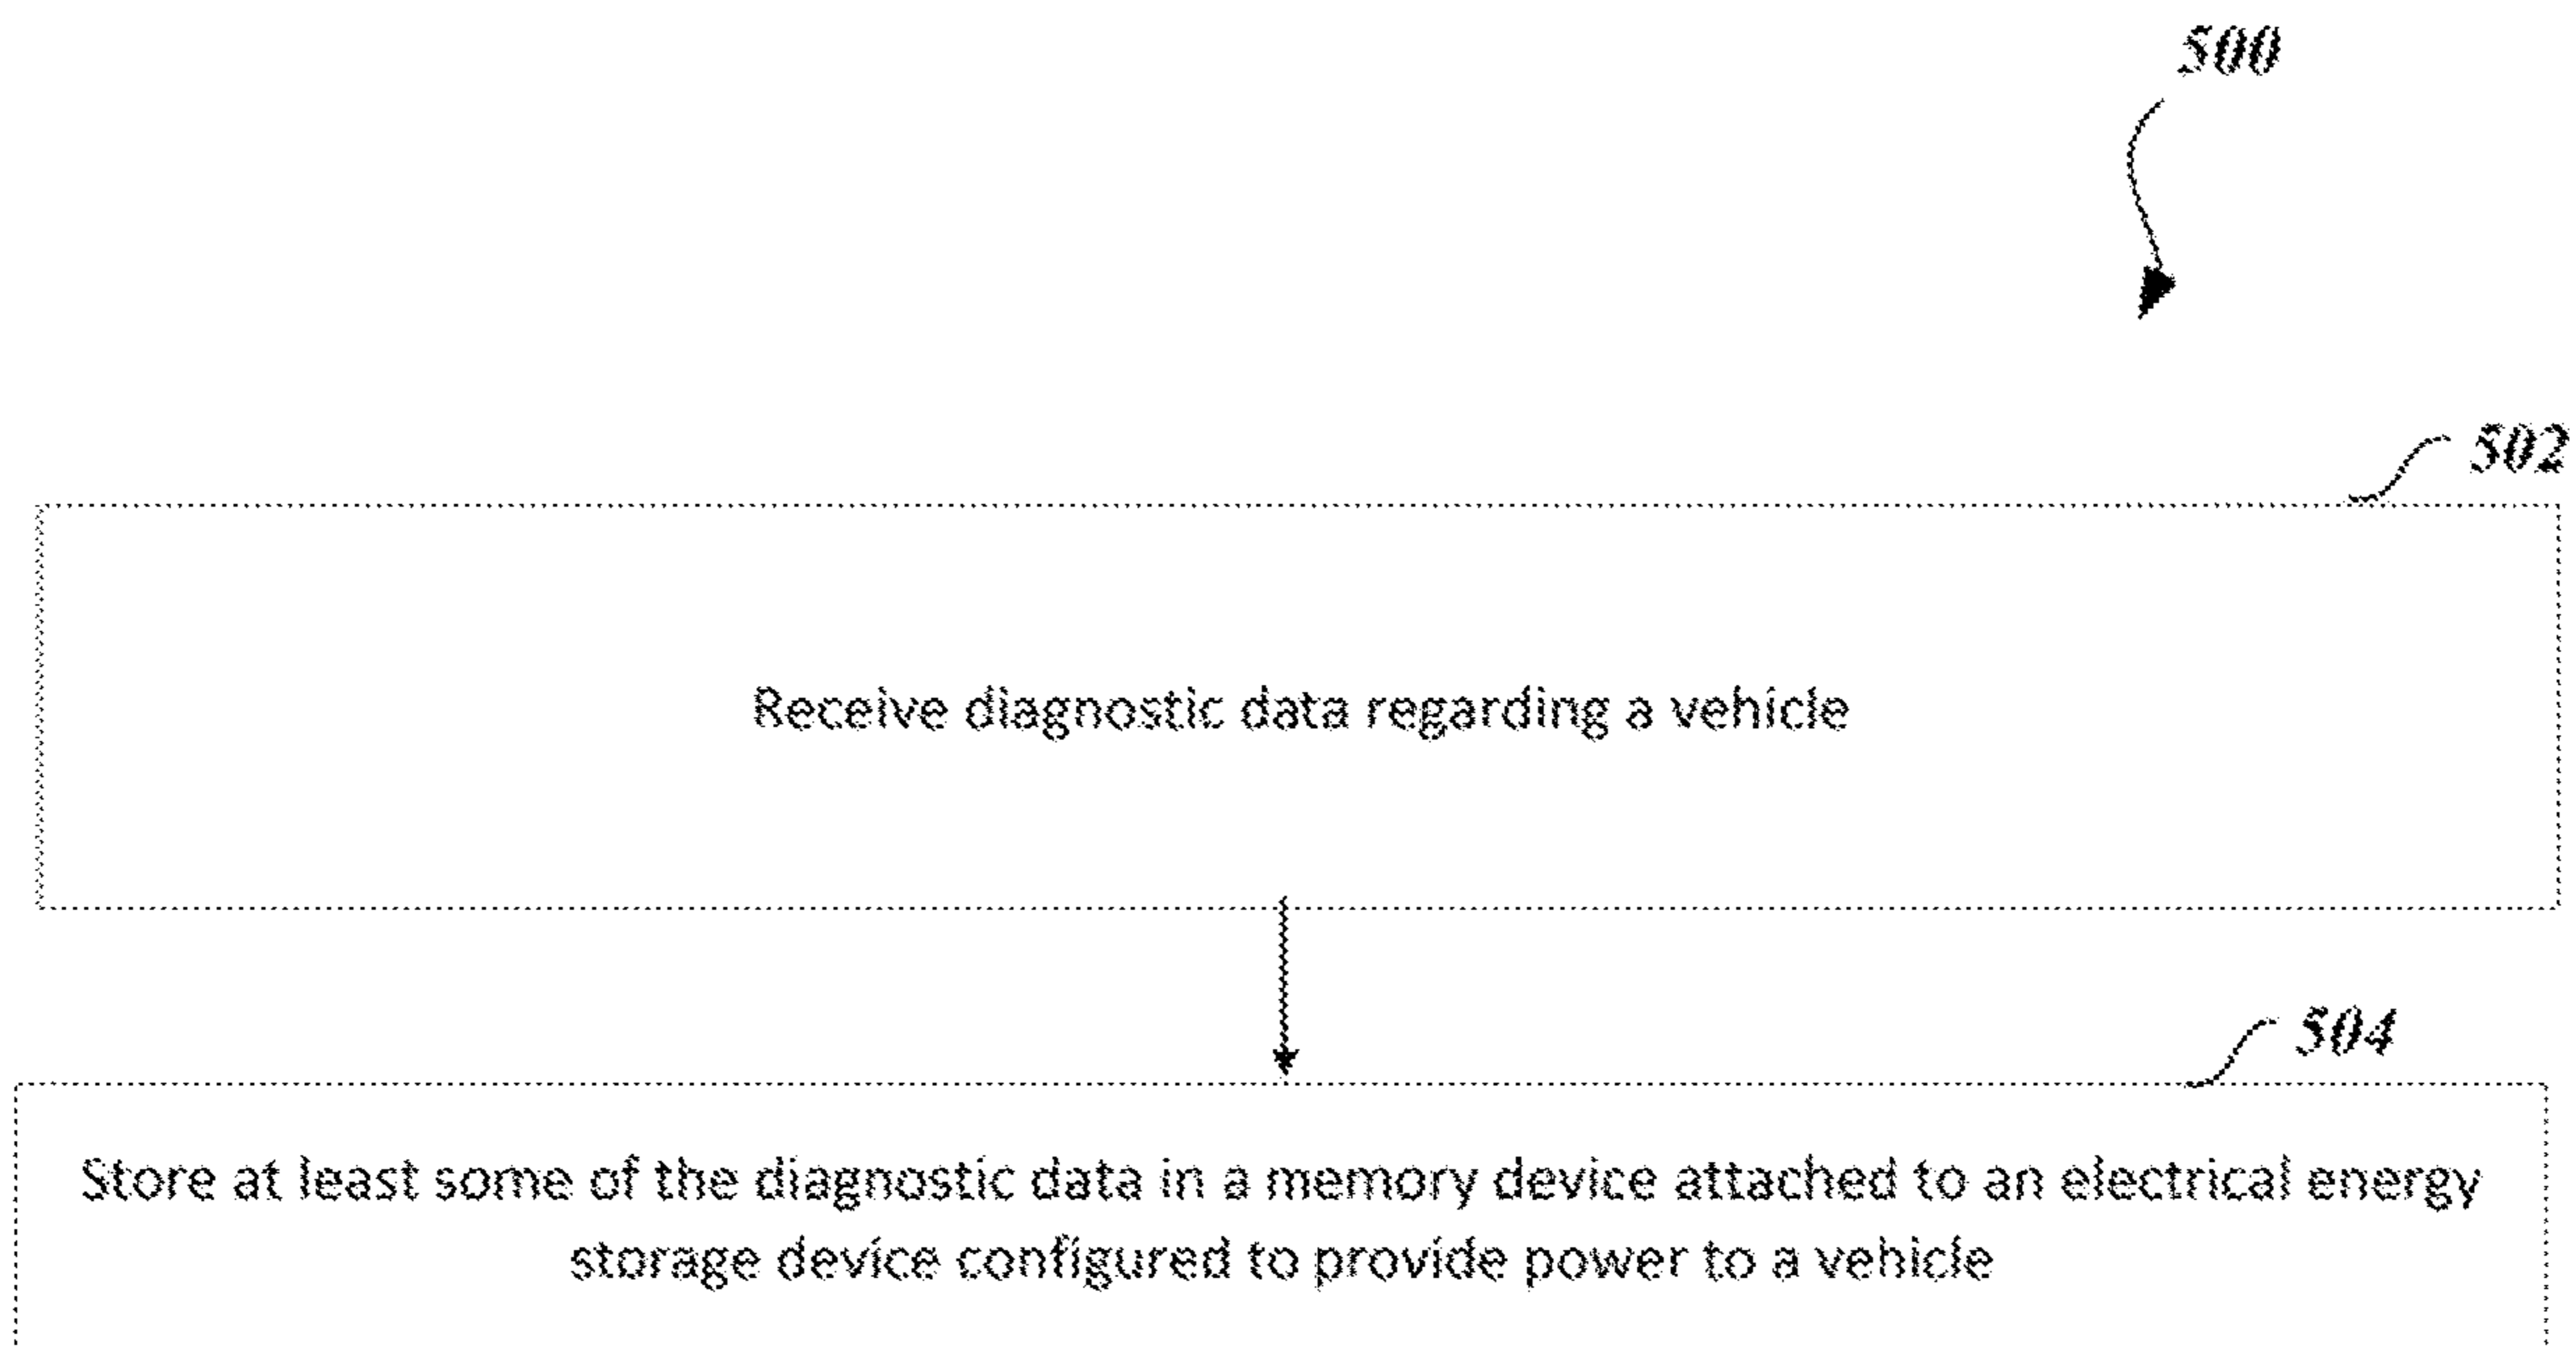 500
502
Receive diagnostic data regarding a vehicle
504
Store at least some of the diagnostic data in a memory device attached to an electrical energy
storage device configured to provide power to a vehicle